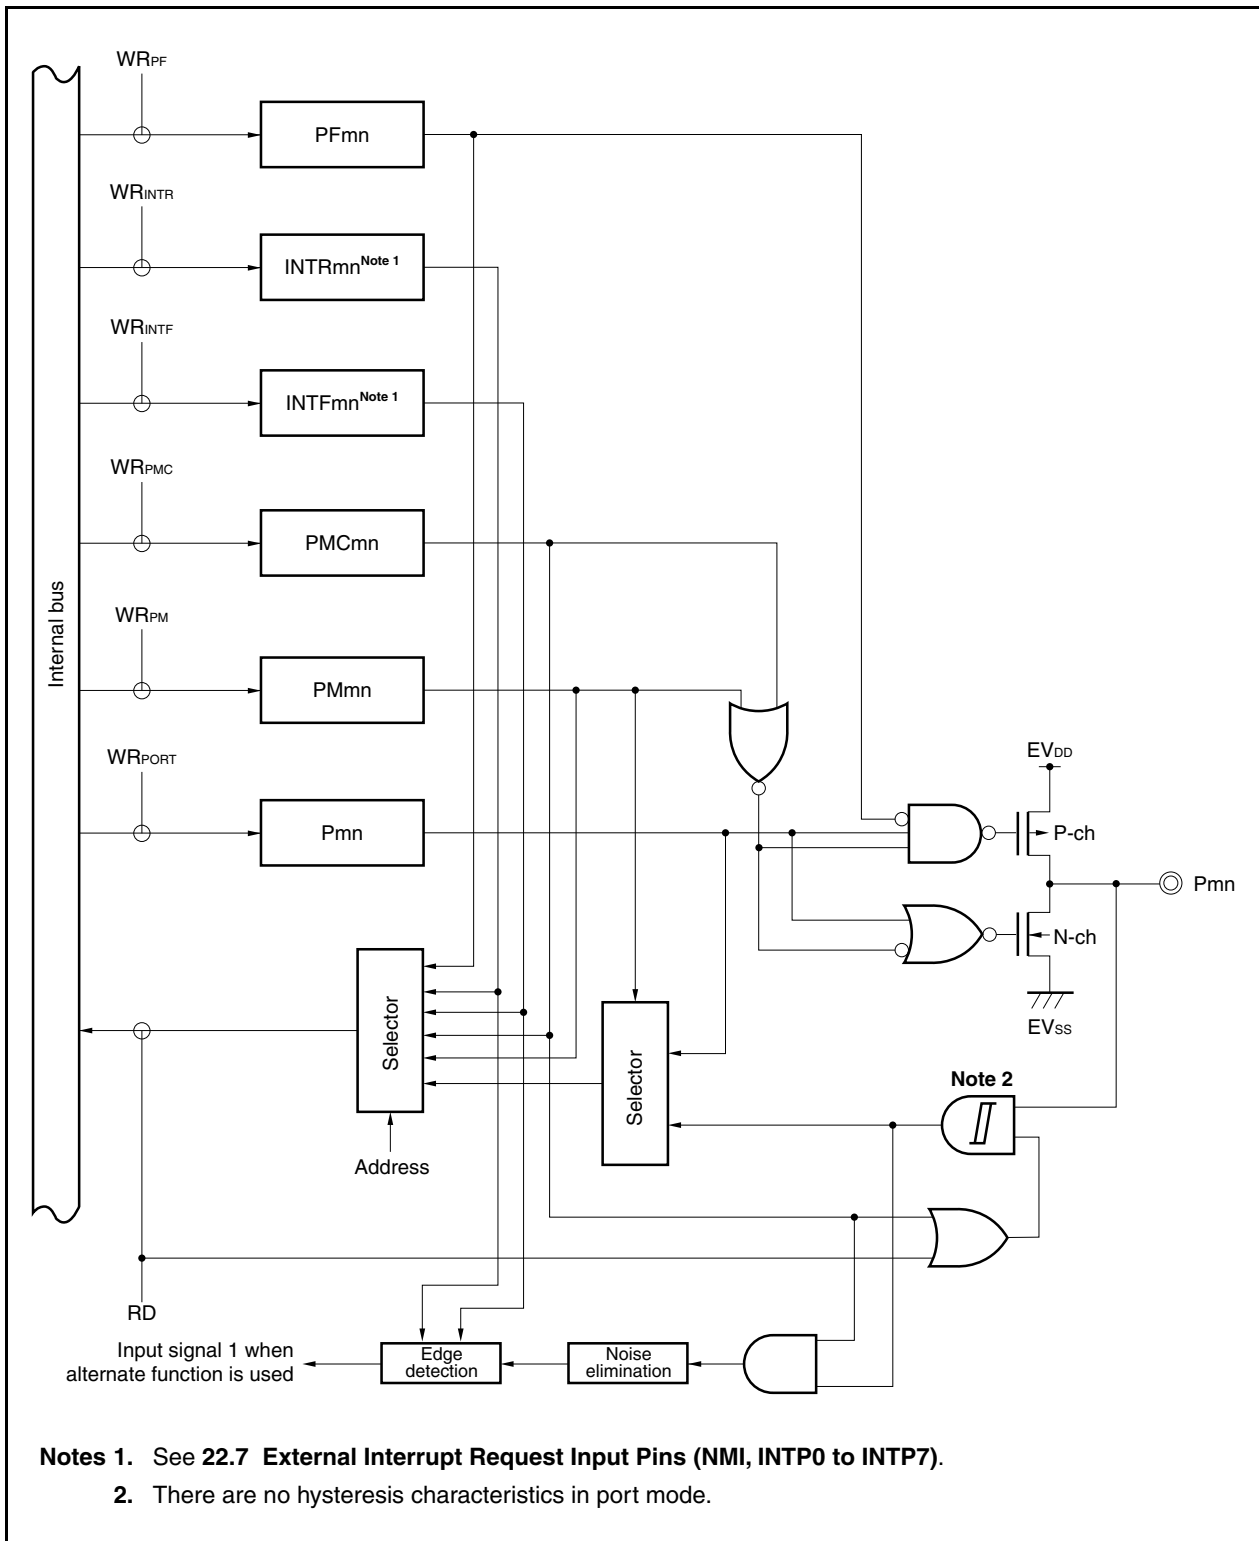 WRPF
PFmn
WRINTR
INTRmnNote 1
WRINTF
INTFmnNote 1
WRPMC
PMCmn
Internal bus
WRPM
PMmn
WRPORT
Pmn
EVDD
P-ch
Pmn
N-ch
EVSS
Selector
Selector
Note 2
Address
RD
Input signal 1 when
alternate function is used
Edge
detection
Noise
elimination
Notes 1. See 22.7 External Interrupt Request Input Pins (NMI, INTP0 to INTP7).
2. There are no hysteresis characteristics in port mode.